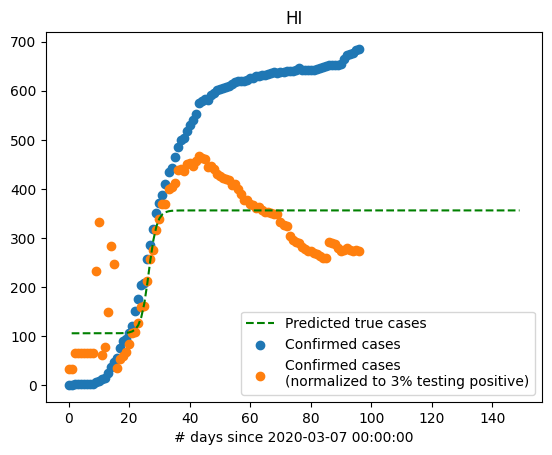 HI
700
600
500
400
300
200
100
0
Predicted true cases
Confirmed cases
Confirmed cases
(normalized to 3% testing positive)
0 20 40 60 80 100 120 140
# days since 2020-03-07 00:00:00